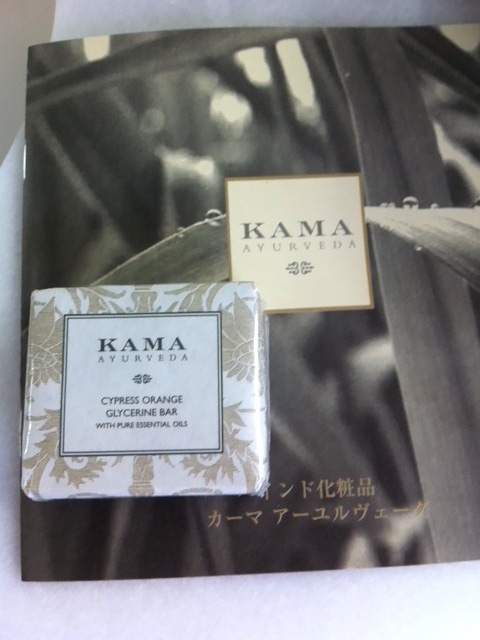 KAMA
AYURVEDA
KAMA
AYURVEDA
CYPRESS ORANGE
GLYCERINE BAR
WITH PURE ESSENTIAL OILS
インド化粧品
カーマ アーユルヴェーダ